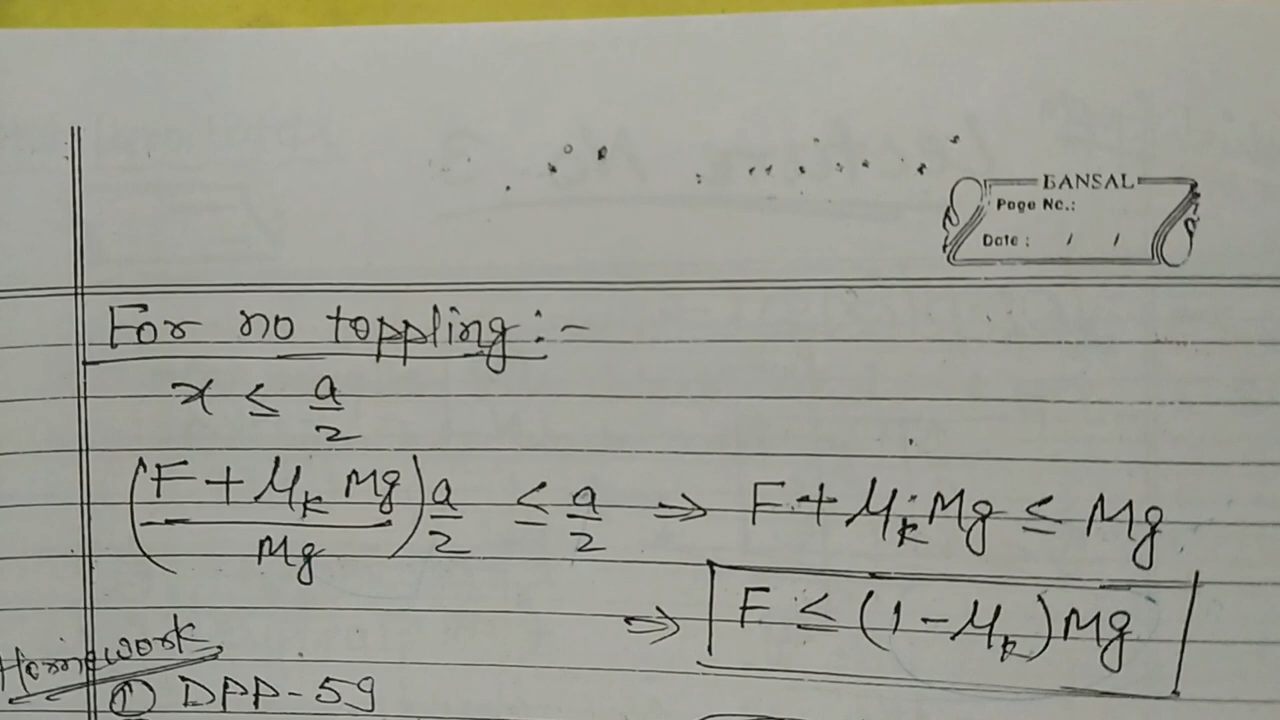 BANSAL
Page No.:
Date : / /
For no toppling:-
x ≤ a/2
((F + μk Mg)/Mg) a/2 ≤ a/2 ⇒ F + μk Mg ≤ Mg
⇒ F ≤ (1 - μk) Mg
Homework
① DPP-59